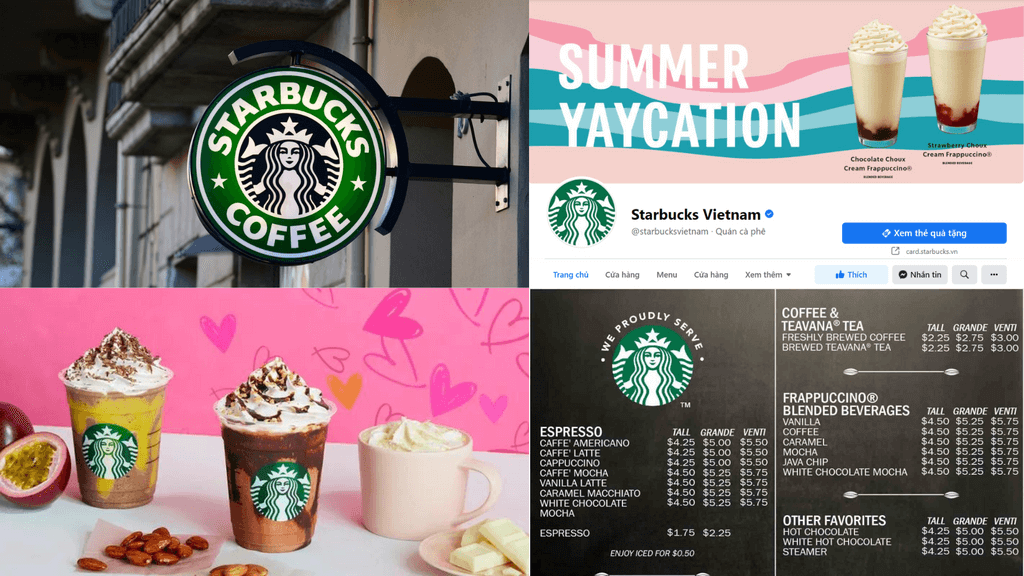 STARBUCKS
COFFEE
SUMMER
YAYCATION
Chocolate Choux
Cream Frappuccino®
BLENDED BEVERAGE
Strawberry Choux
Cream Frappuccino®
BLENDED BEVERAGE
Starbucks Vietnam
@starbucksvietnam · Quán cà phê
Xem thẻ quà tặng
card.starbucks.vn
Trang chủ Cửa hàng Menu Cửa hàng Xem thêm
Thích Nhắn tin
WE PROUDLY SERVE
TM
ESPRESSO TALL GRANDE VENTI
CAFFE' AMERICANO $4.25 $5.00 $5.50
CAFFE' LATTE $4.25 $5.00 $5.50
CAPPUCCINO $4.25 $5.00 $5.50
CAFFE' MOCHA $4.50 $5.25 $5.75
VANILLA LATTE $4.50 $5.25 $5.75
CARAMEL MACCHIATO $4.50 $5.25 $5.75
WHITE CHOCOLATE $4.50 $5.25 $5.75
MOCHA
ESPRESSO $1.75 $2.25
ENJOY ICED FOR $0.50
COFFEE &
TEAVANA® TEA TALL GRANDE VENTI
FRESHLY BREWED COFFEE $2.25 $2.75 $3.00
BREWED TEAVANA® TEA $2.25 $2.75 $3.00
FRAPPUCCINO®
BLENDED BEVERAGES TALL GRANDE VENTI
VANILLA $4.50 $5.25 $5.75
COFFEE $4.50 $5.25 $5.75
CARAMEL $4.50 $5.25 $5.75
MOCHA $4.50 $5.25 $5.75
JAVA CHIP $4.50 $5.25 $5.75
WHITE CHOCOLATE MOCHA $4.50 $5.25 $5.75
OTHER FAVORITES TALL GRANDE VENTI
HOT CHOCOLATE $4.25 $5.00 $5.50
WHITE HOT CHOCOLATE $4.25 $5.00 $5.50
STEAMER $4.25 $5.00 $5.50